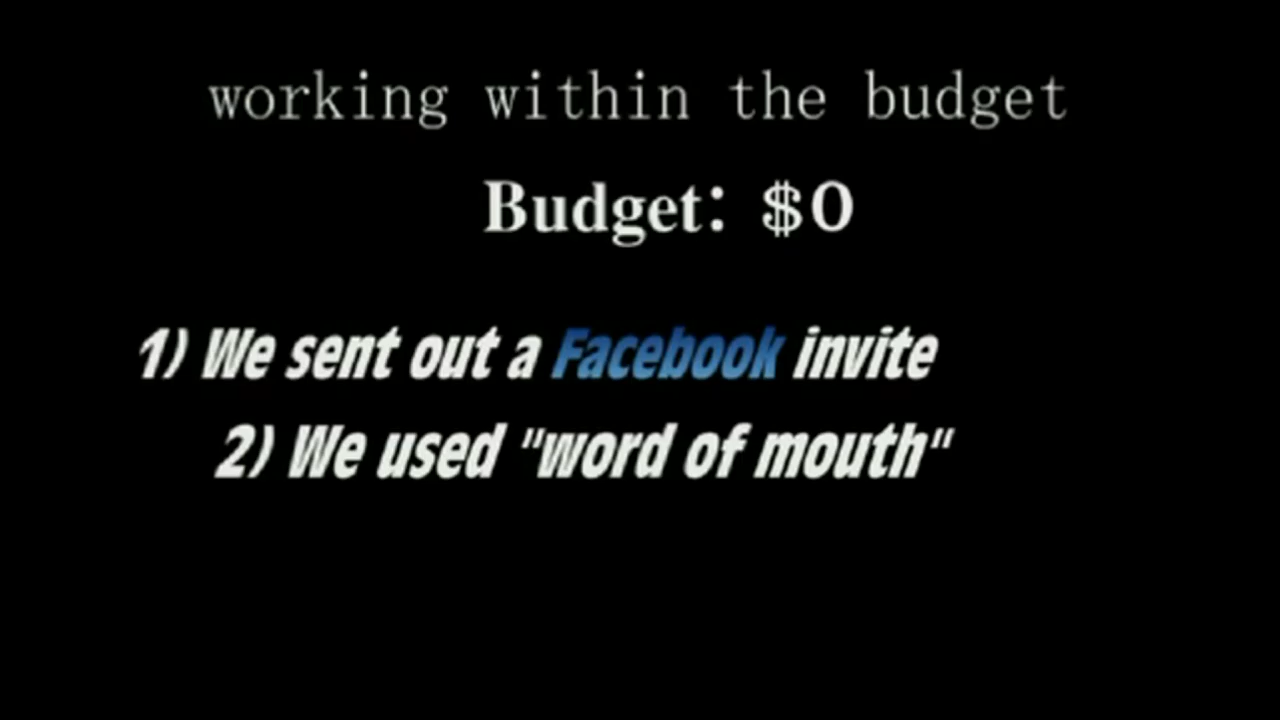 working within the budget
Budget: $0
1) We sent out a Facebook invite
2) We used "word of mouth"